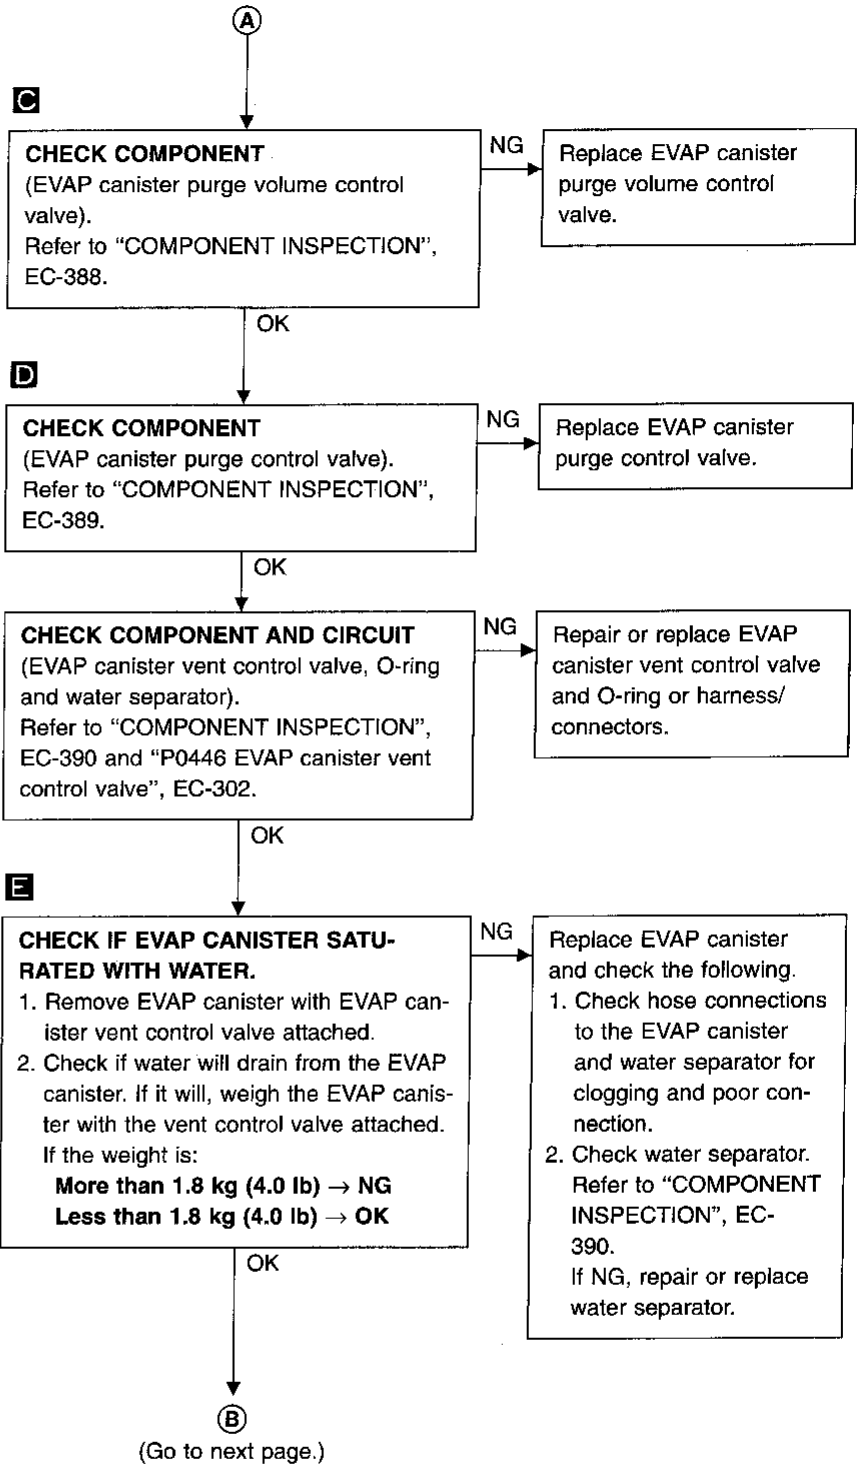 A
C
CHECK COMPONENT
(EVAP canister purge volume control
valve).
Refer to “COMPONENT INSPECTION”,
EC-388.
NG
Replace EVAP canister
purge volume control
valve.
OK
D
CHECK COMPONENT
(EVAP canister purge control valve).
Refer to “COMPONENT INSPECTION”,
EC-389.
NG
Replace EVAP canister
purge control valve.
OK
CHECK COMPONENT AND CIRCUIT
(EVAP canister vent control valve, O-ring
and water separator).
Refer to “COMPONENT INSPECTION”,
EC-390 and “P0446 EVAP canister vent
control valve”, EC-302.
NG
Repair or replace EVAP
canister vent control valve
and O-ring or harness/
connectors.
OK
E
CHECK IF EVAP CANISTER SATU-
RATED WITH WATER.
1. Remove EVAP canister with EVAP can-
ister vent control valve attached.
2. Check if water will drain from the EVAP
canister. If it will, weigh the EVAP canis-
ter with the vent control valve attached.
If the weight is:
More than 1.8 kg (4.0 lb) → NG
Less than 1.8 kg (4.0 lb) → OK
NG
Replace EVAP canister
and check the following.
1. Check hose connections
to the EVAP canister
and water separator for
clogging and poor con-
nection.
2. Check water separator.
Refer to “COMPONENT
INSPECTION”, EC-
390.
If NG, repair or replace
water separator.
OK
B
(Go to next page.)